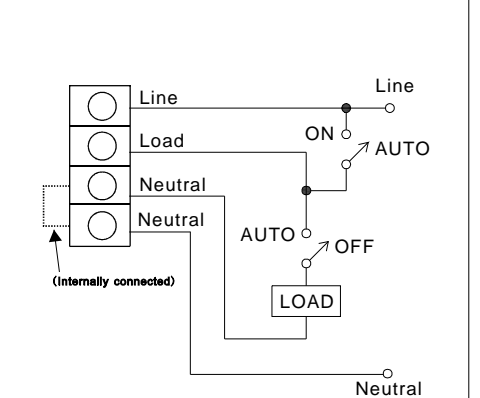 Line
Line
Load
ON
AUTO
Neutral
Neutral
AUTO
OFF
(Internally connected)
LOAD
Neutral